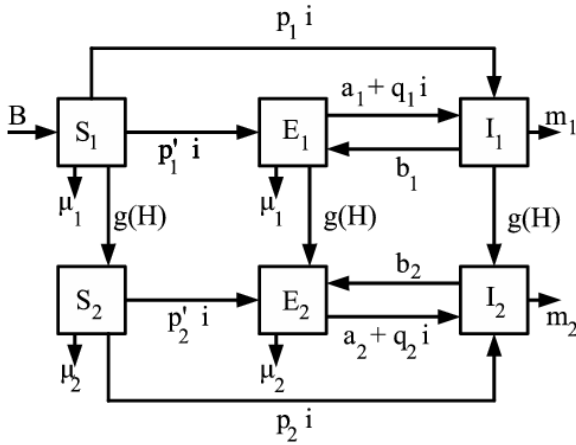 p₁ i
B
S₁
p'₁ i
E₁
a₁ + q₁ i
b₁
I₁
m₁
μ₁
g(H)
μ₁
g(H)
g(H)
S₂
p'₂ i
E₂
b₂
a₂ + q₂ i
I₂
m₂
μ₂
μ₂
p₂ i